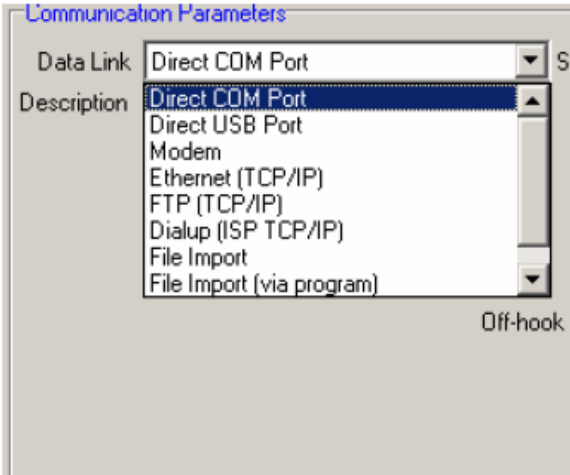 Communication Parameters
Data Link Direct COM Port S
Description Direct COM Port
Direct USB Port
Modem
Ethernet (TCP/IP)
FTP (TCP/IP)
Dialup (ISP TCP/IP)
File Import
File Import (via program)
Off-hook